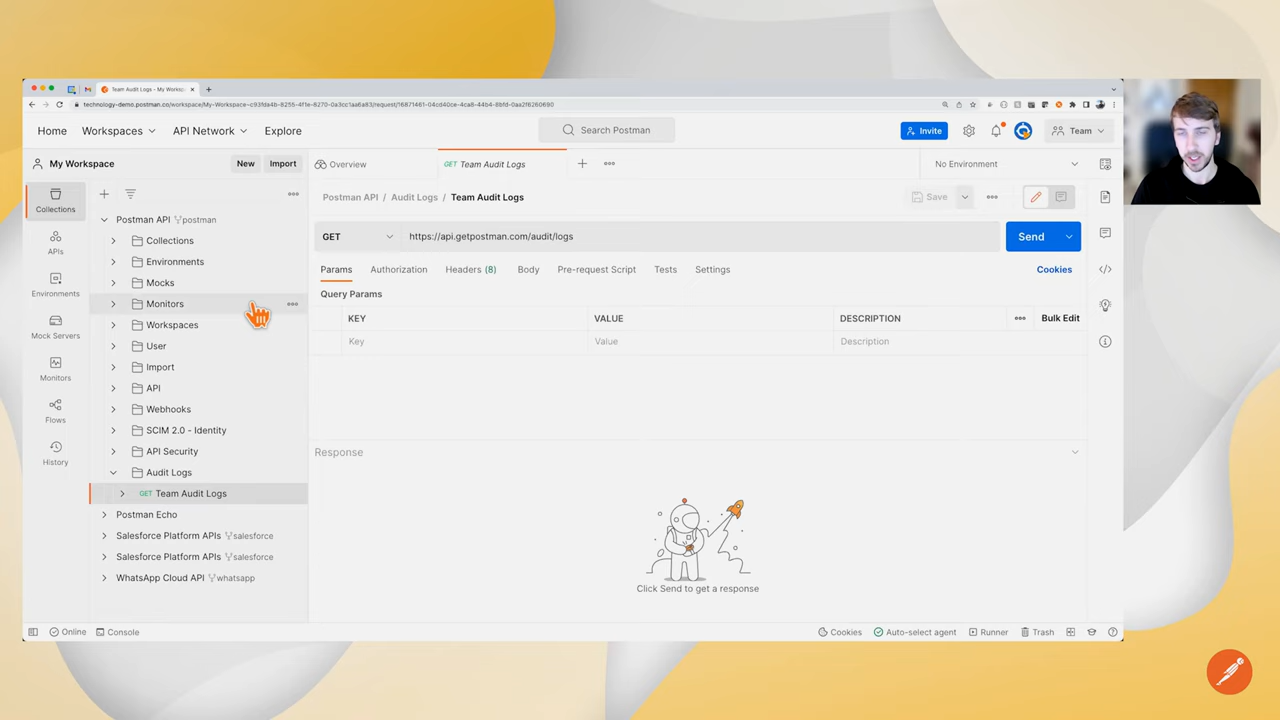 Team Audit Logs - My Worksp
Home
Workspaces
API Network
Explore
Search Postman
Invite
Team
My Workspace
New
Import
Overview
GET Team Audit Logs
No Environment
Collections
APIs
Environments
Mock Servers
Monitors
Flows
History
Postman API postman
Collections
Environments
Mocks
Monitors
Workspaces
User
Import
API
Webhooks
SCIM 2.0 - Identity
API Security
Audit Logs
GET Team Audit Logs
Postman Echo
Salesforce Platform APIs salesforce
Salesforce Platform APIs salesforce
WhatsApp Cloud API whatsapp
Postman API / Audit Logs / Team Audit Logs
Save
GET
https://api.getpostman.com/audit/logs
Send
Params
Authorization
Headers (8)
Body
Pre-request Script
Tests
Settings
Cookies
Query Params
KEY
VALUE
DESCRIPTION
Bulk Edit
Key
Value
Description
Response
Click Send to get a response
Online
Console
Cookies
Auto-select agent
Runner
Trash